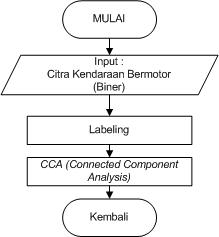 MULAI
Input :
Citra Kendaraan Bermotor
(Biner)
Labeling
CCA (Connected Component
Analysis)
Kembali